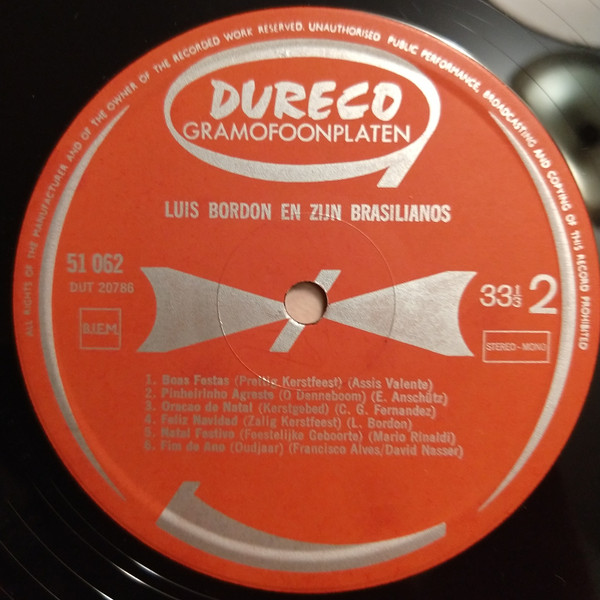 ALL RIGHTS OF THE MANUFACTURER AND OF THE OWNER OF THE RECORDED WORK RESERVED. UNAUTHORISED PUBLIC PERFORMANCE, BROADCASTING AND COPYING OF THIS RECORD PROHIBITED
DURECO
GRAMOFOONPLATEN
LUIS BORDON EN ZIJN BRASILIANOS
51 062
DUT 20786
B.I.E.M.
33⅓ 2
STEREO - MONO
1. Boas Festas (Prettig Kerstfeest) (Assis Valente)
2. Pinheirinho Agreste (O Denneboom) (E. Anschütz)
3. Oracao de Natal (Kerstgebed) (C. G. Fernandez)
4. Feliz Navidad (Zalig Kerstfeest) (L. Bordon)
5. Natal Festivo (Feestelijke Geboorte) (Mario Rinaldi)
6. Fim de Ano (Oudjaar) (Francisco Alves/David Nasser)